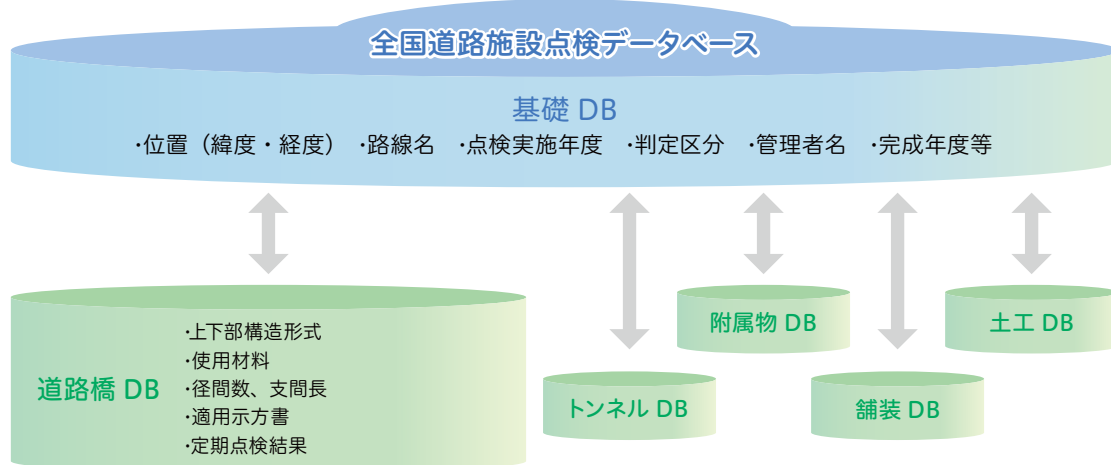 全国道路施設点検データベース
基礎 DB
・位置（緯度・経度） ・路線名 ・点検実施年度 ・判定区分 ・管理者名 ・完成年度等
道路橋 DB
・上下部構造形式
・使用材料
・径間数、支間長
・適用示方書
・定期点検結果
附属物 DB
土工 DB
トンネル DB
舗装 DB